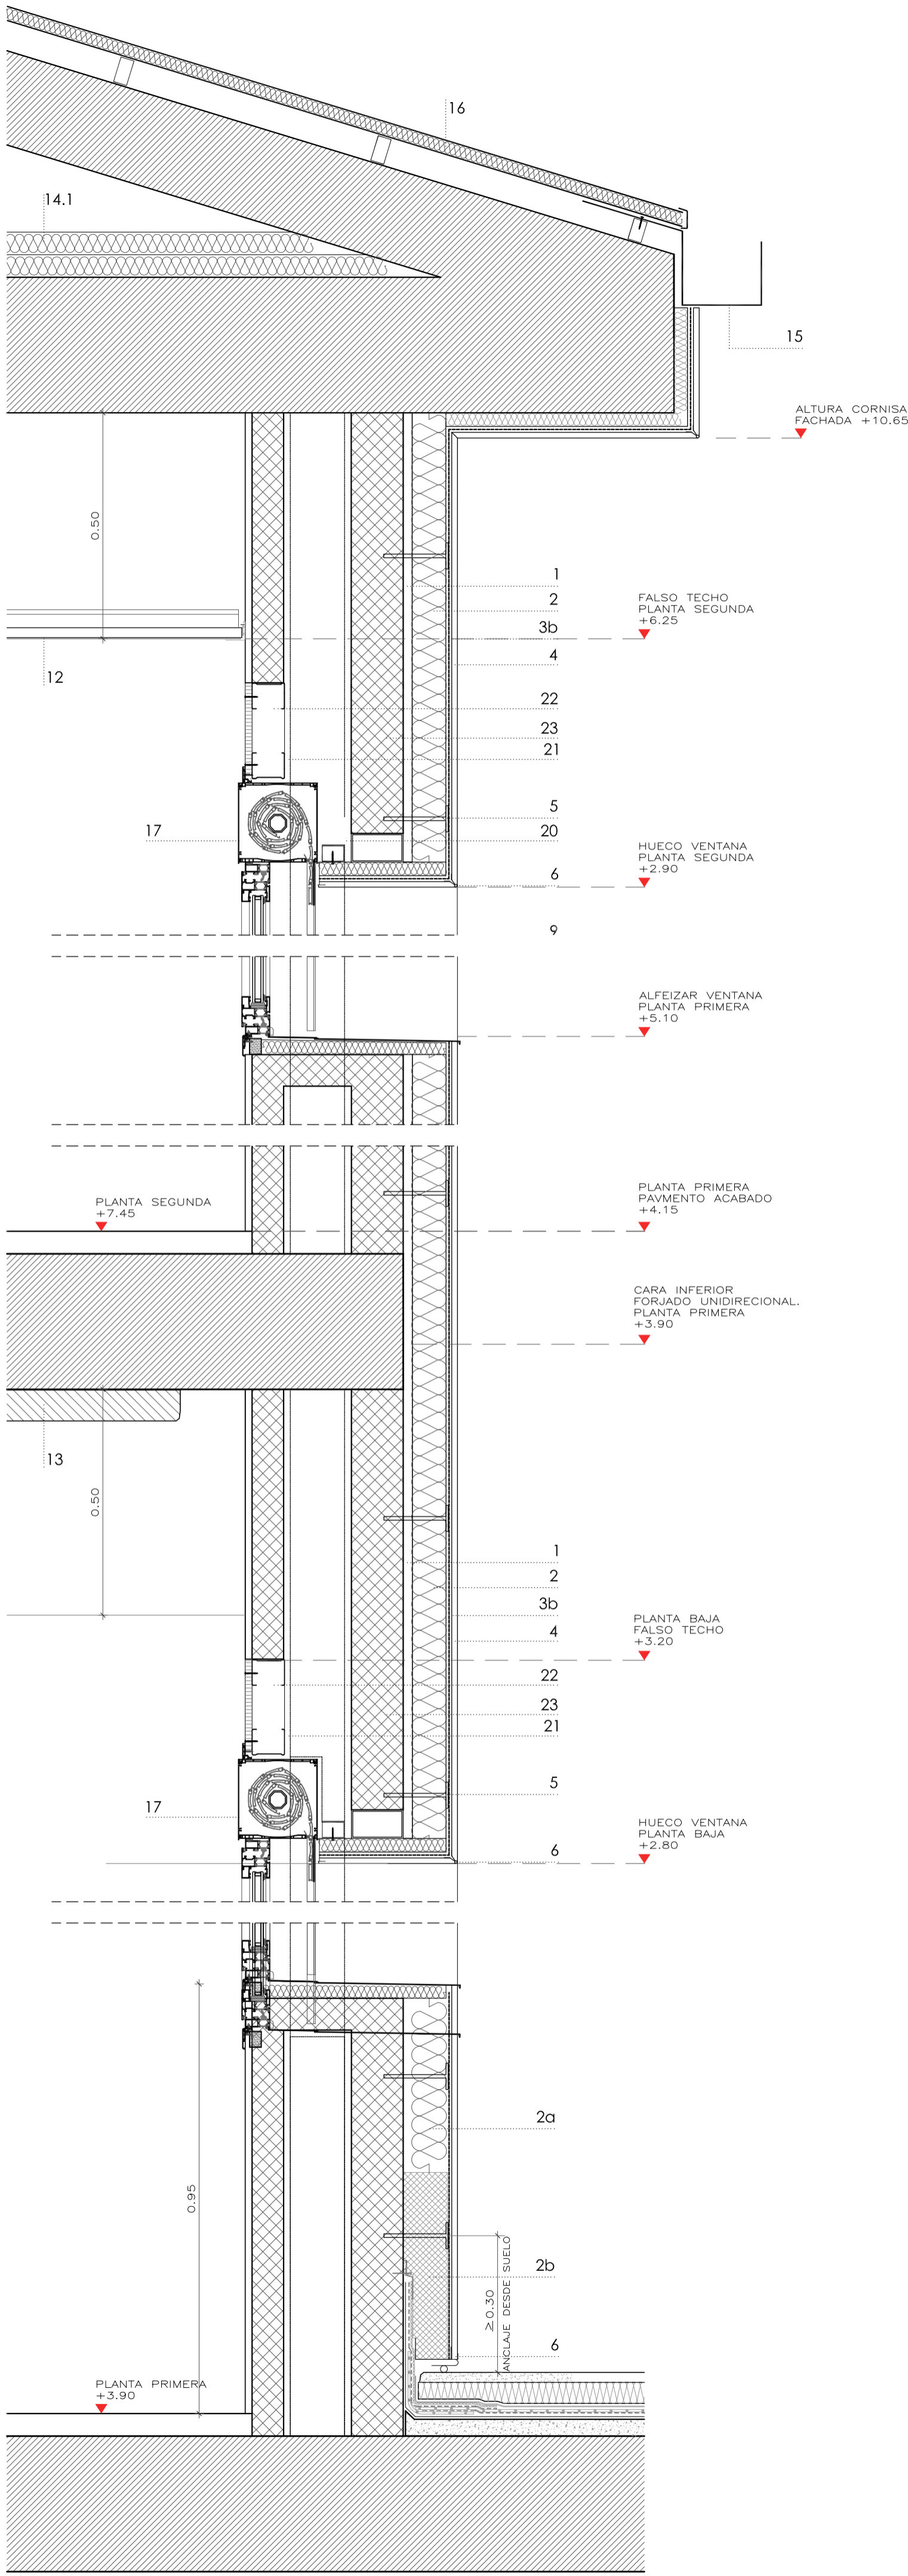 16
14.1
15
ALTURA CORNISA
FACHADA +10.65
0.50
1
2
3b
4
FALSO TECHO
PLANTA SEGUNDA
+6.25
12
22
23
21
5
17
20
HUECO VENTANA
PLANTA SEGUNDA
+2.90
6
9
ALFEIZAR VENTANA
PLANTA PRIMERA
+5.10
PLANTA SEGUNDA
+7.45
PLANTA PRIMERA
PAVMENTO ACABADO
+4.15
CARA INFERIOR
FORJADO UNIDIRECIONAL.
PLANTA PRIMERA
+3.90
13
0.50
1
2
3b
4
PLANTA BAJA
FALSO TECHO
+3.20
22
23
21
5
17
HUECO VENTANA
PLANTA BAJA
+2.80
6
2a
0.95
2b
≥0.30
ANCLAJE DESDE SUELO
6
PLANTA PRIMERA
+3.90